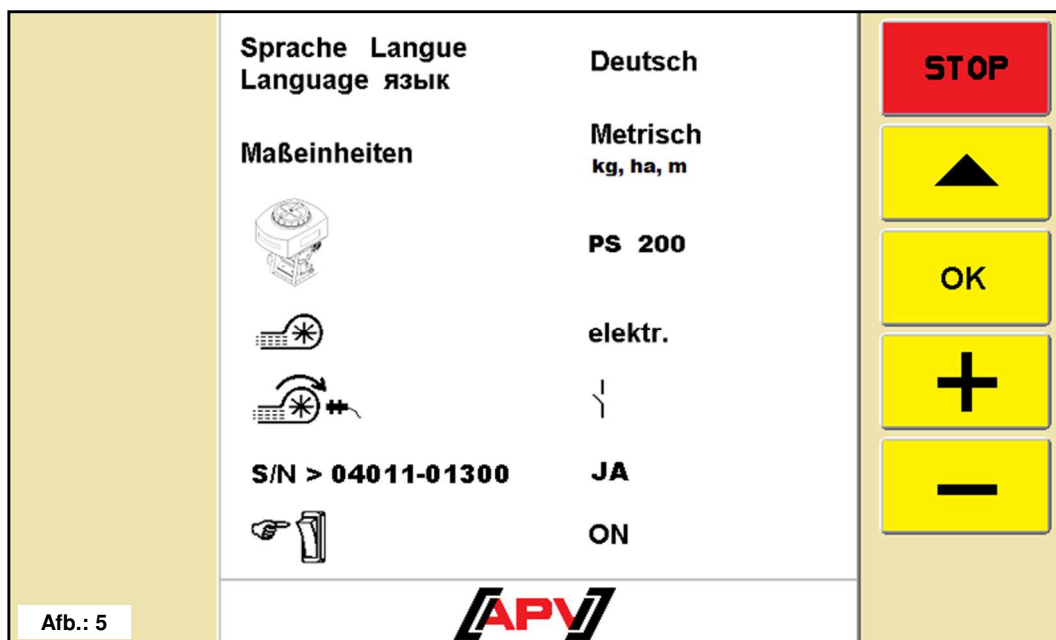 Sprache Langue
Language язык
Deutsch
Maßeinheiten
Metrisch
kg, ha, m
PS 200
elektr.
S/N > 04011-01300
JA
ON
STOP
OK
APV
Afb.: 5